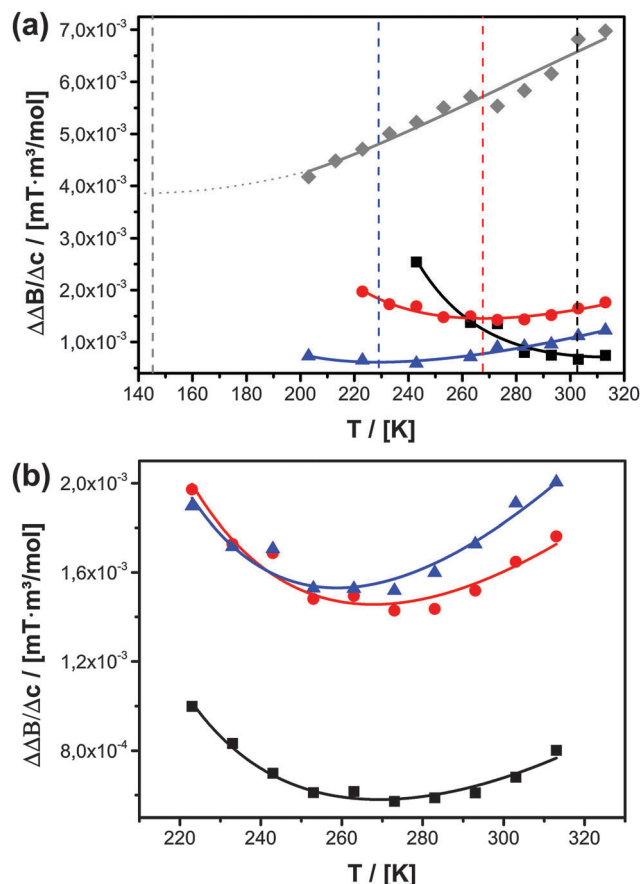 (a)
ΔΔB/Δc / [mT·m³/mol]
7,0x10⁻³
6,0x10⁻³
5,0x10⁻³
4,0x10⁻³
3,0x10⁻³
2,0x10⁻³
1,0x10⁻³
140 160 180 200 220 240 260 280 300 320
T / [K]
(b)
ΔΔB/Δc / [mT·m³/mol]
2,0x10⁻³
1,6x10⁻³
1,2x10⁻³
8,0x10⁻⁴
220 240 260 280 300 320
T / [K]